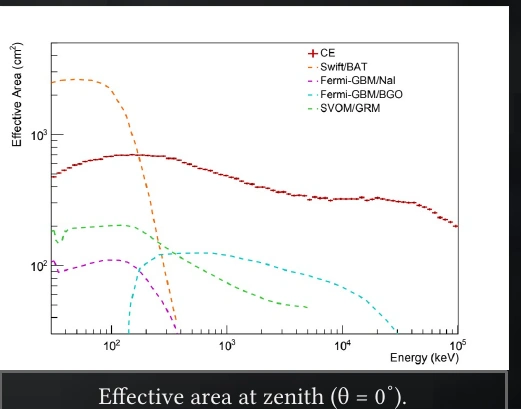 Effective Area (cm²)
10³
10²
CE
Swift/BAT
Fermi-GBM/NaI
Fermi-GBM/BGO
SVOM/GRM
10² 10³ 10⁴ 10⁵
Energy (keV)
Effective area at zenith (θ = 0°).